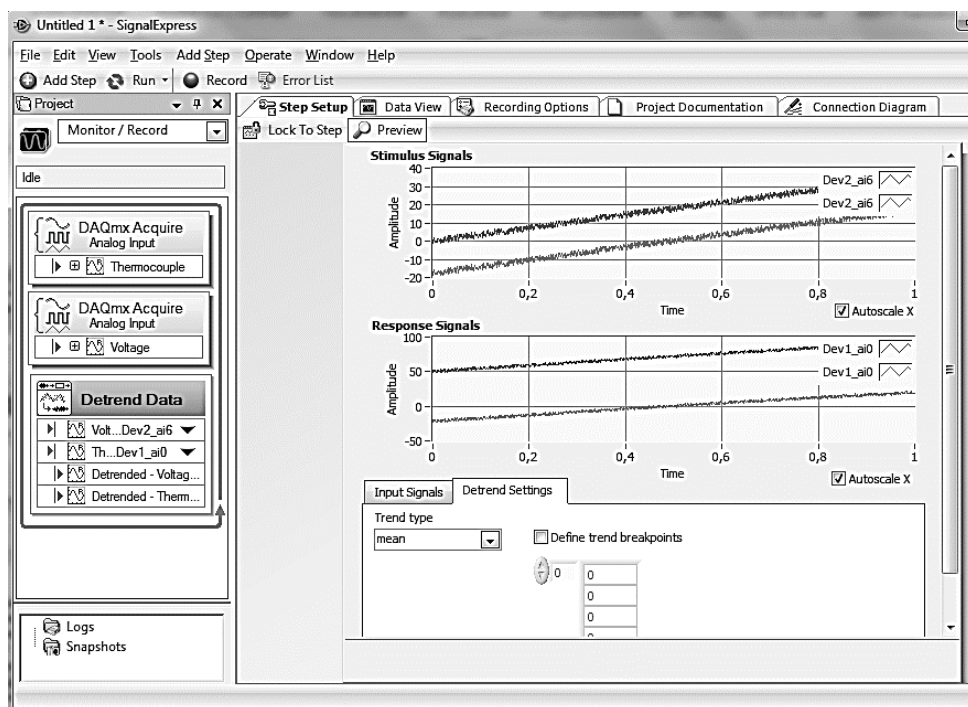 Untitled 1 * - SignalExpress
File Edit View Tools Add Step Operate Window Help
Add Step Run Record Error List
Project
Monitor / Record
Idle
DAQmx Acquire
Analog Input
Thermocouple
DAQmx Acquire
Analog Input
Voltage
Detrend Data
Volt...Dev2_ai6
Th...Dev1_ai0
Detrended - Voltag...
Detrended - Therm...
Logs
Snapshots
Step Setup Data View Recording Options Project Documentation Connection Diagram
Lock To Step Preview
Stimulus Signals
Amplitude
40
30
20
10
0
-10
-20
0 0,2 0,4 0,6 0,8 1
Time
Dev2_ai6
Dev2_ai6
Autoscale X
Response Signals
Amplitude
100
50
0
-50
0 0,2 0,4 0,6 0,8 1
Time
Dev1_ai0
Dev1_ai0
Autoscale X
Input Signals Detrend Settings
Trend type
mean
Define trend breakpoints
0 0
0
0